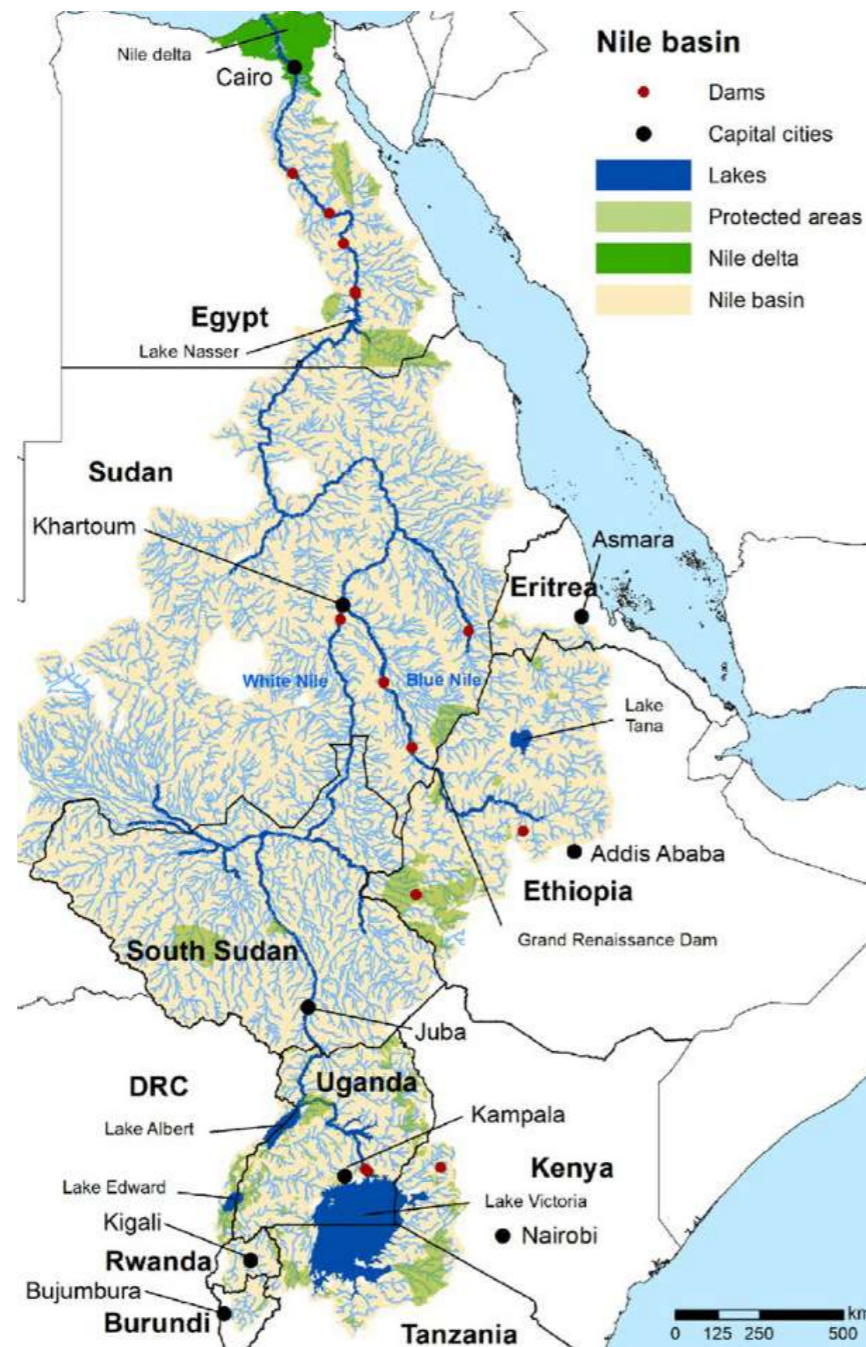 Nile basin
Dams
Capital cities
Lakes
Protected areas
Nile delta
Nile basin
Nile delta
Cairo
Egypt
Lake Nasser
Sudan
Khartoum
Asmara
Eritrea
White Nile
Blue Nile
Lake
Tana
Addis Ababa
Ethiopia
Grand Renaissance Dam
South Sudan
Juba
DRC
Uganda
Lake Albert
Kampala
Kenya
Lake Edward
Lake Victoria
Kigali
Nairobi
Rwanda
Bujumbura
Burundi
Tanzania
km
0 125 250 500